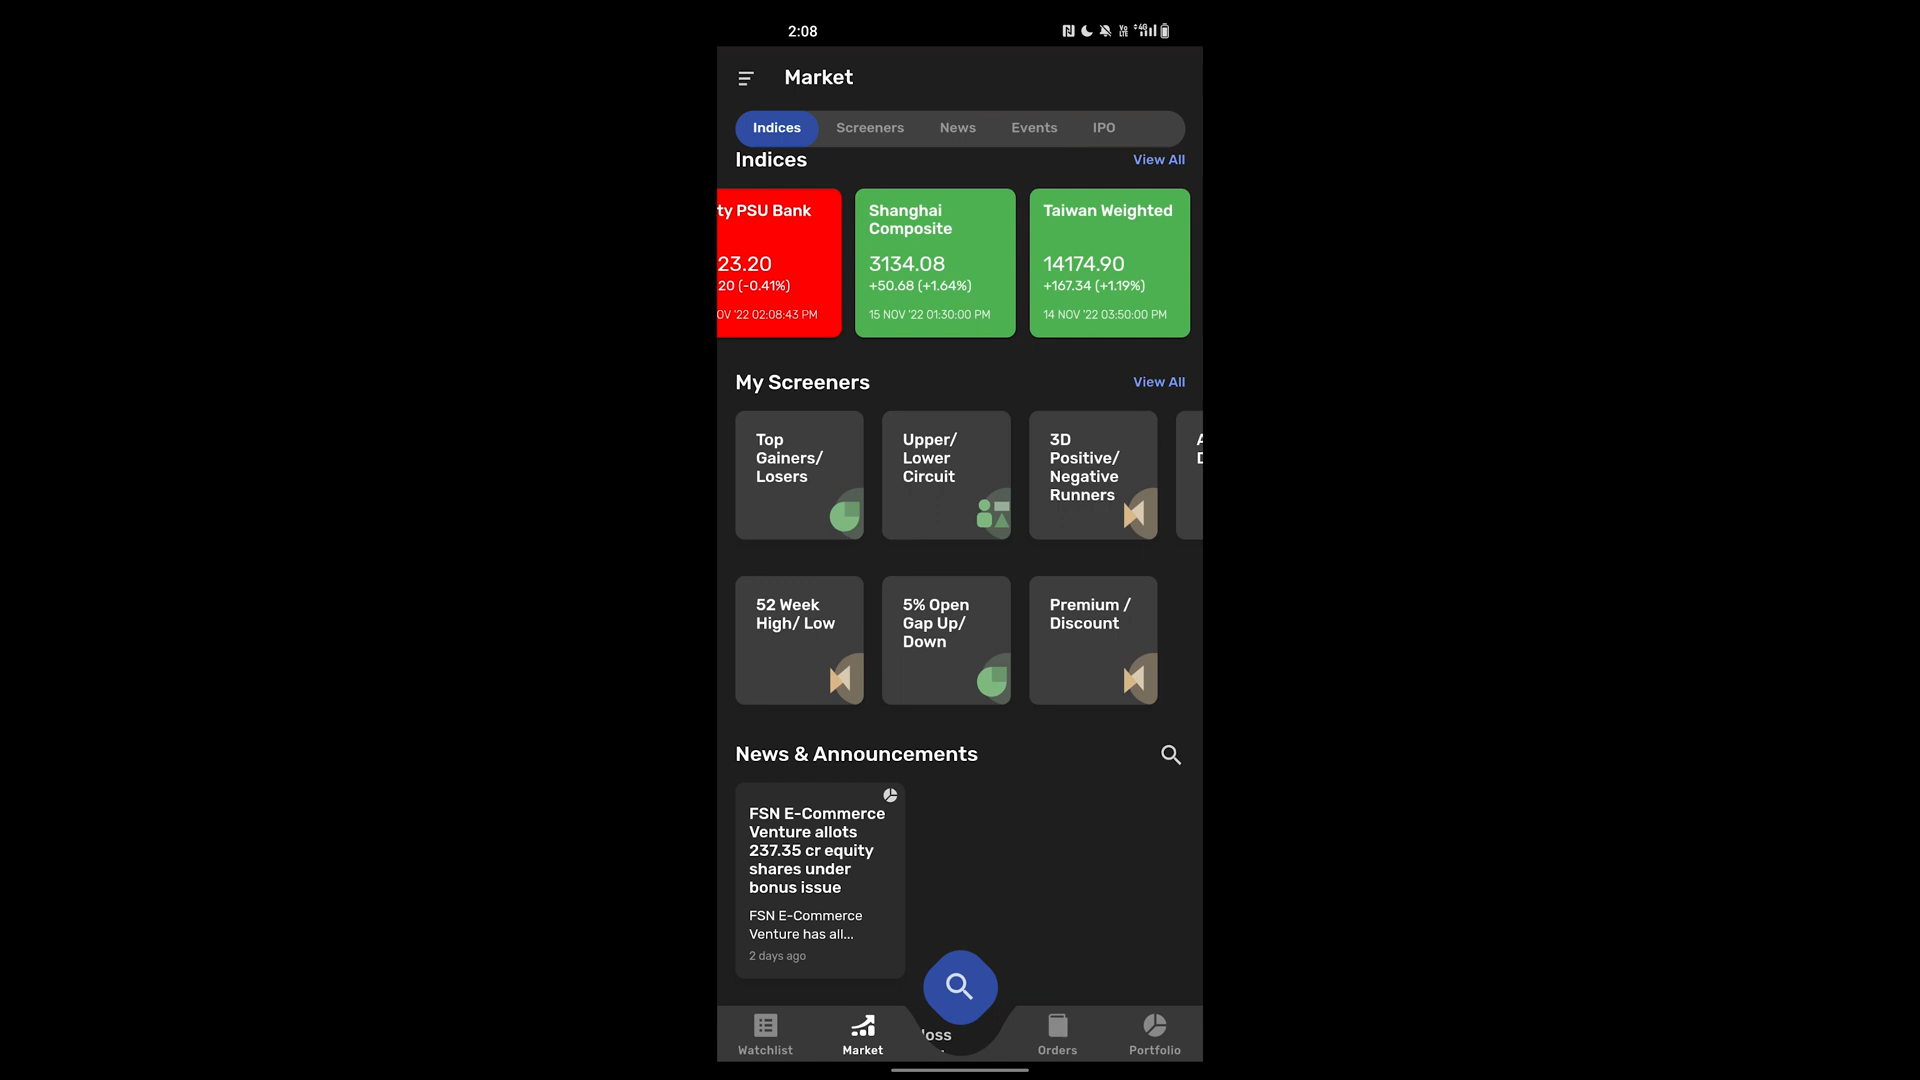 2:08
Market
Indices Screeners News Events IPO
Indices View All
ty PSU Bank
23.20
20 (-0.41%)
OV '22 02:08:43 PM
Shanghai
Composite
3134.08
+50.68 (+1.64%)
15 NOV '22 01:30:00 PM
Taiwan Weighted
14174.90
+167.34 (+1.19%)
14 NOV '22 03:50:00 PM
My Screeners View All
Top
Gainers/
Losers
Upper/
Lower
Circuit
3D
Positive/
Negative
Runners
52 Week
High/ Low
5% Open
Gap Up/
Down
Premium /
Discount
News & Announcements
FSN E-Commerce
Venture allots
237.35 cr equity
shares under
bonus issue
FSN E-Commerce
Venture has all...
2 days ago
loss
Watchlist Market Orders Portfolio